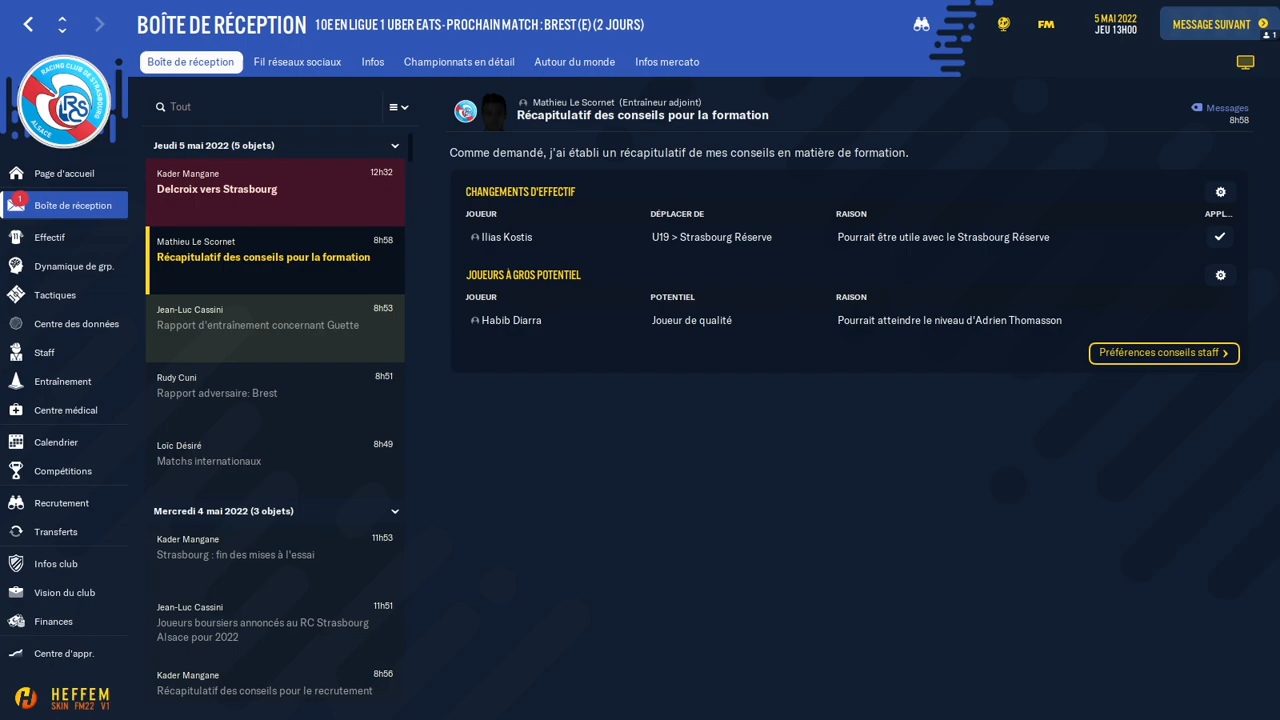 BOÎTE DE RÉCEPTION 10E EN LIGUE 1 UBER EATS - PROCHAIN MATCH : BREST (E) (2 JOURS)
FM
5 MAI 2022
JEU 13H00
MESSAGE SUIVANT
1
Boîte de réception
Fil réseaux sociaux
Infos
Championnats en détail
Autour du monde
Infos mercato
RACING CLUB DE STRASBOURG
RCS
ALSACE
Page d'accueil
1
Boîte de réception
Effectif
Dynamique de grp.
Tactiques
Centre des données
Staff
Entraînement
Centre médical
Calendrier
Compétitions
Recrutement
Transferts
Infos club
Vision du club
Finances
Centre d'appr.
HEFFEM
SKIN FM22 V1
Tout
Jeudi 5 mai 2022 (5 objets)
Kader Mangane 12h32
Delcroix vers Strasbourg
Mathieu Le Scornet 8h58
Récapitulatif des conseils pour la formation
Jean-Luc Cassini 8h53
Rapport d'entraînement concernant Guette
Rudy Cuni 8h51
Rapport adversaire: Brest
Loïc Désiré 8h49
Matchs internationaux
Mercredi 4 mai 2022 (3 objets)
Kader Mangane 11h53
Strasbourg : fin des mises à l'essai
Jean-Luc Cassini 11h51
Joueurs boursiers annoncés au RC Strasbourg
Alsace pour 2022
Kader Mangane 8h56
Récapitulatif des conseils pour le recrutement
Mathieu Le Scornet (Entraîneur adjoint)
Récapitulatif des conseils pour la formation
Messages
8h58
Comme demandé, j'ai établi un récapitulatif de mes conseils en matière de formation.
CHANGEMENTS D'EFFECTIF
JOUEUR DÉPLACER DE RAISON APPL...
Ilias Kostis U19 > Strasbourg Réserve Pourrait être utile avec le Strasbourg Réserve
JOUEURS À GROS POTENTIEL
JOUEUR POTENTIEL RAISON
Habib Diarra Joueur de qualité Pourrait atteindre le niveau d'Adrien Thomasson
Préférences conseils staff